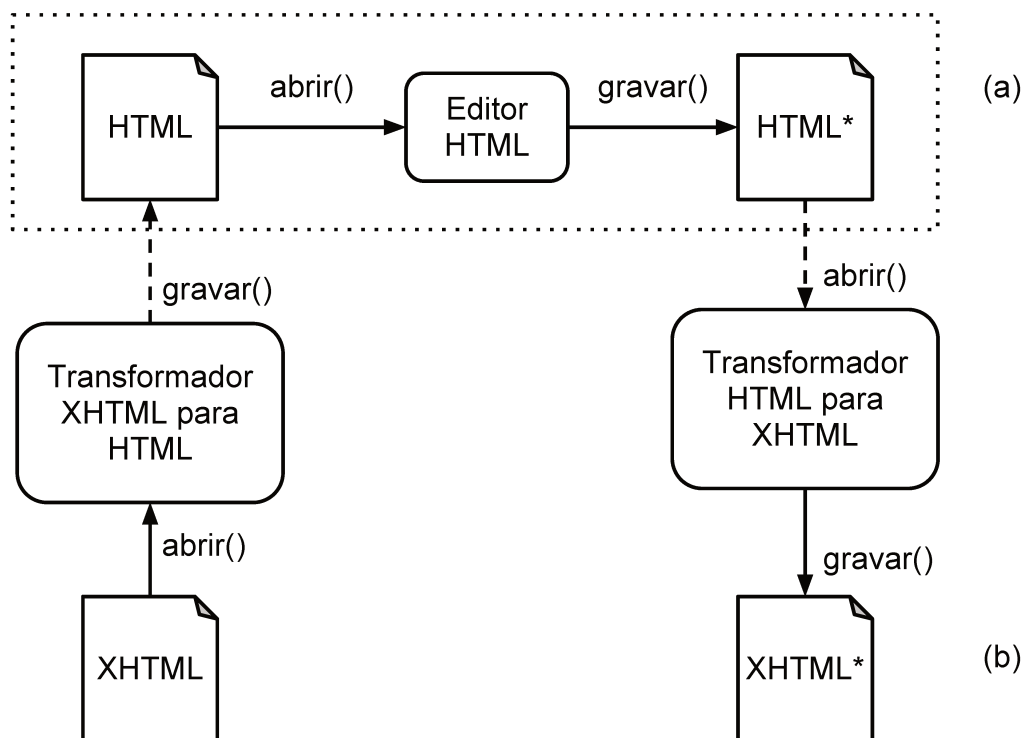 abrir()
gravar()
(a)
HTML
Editor
HTML
HTML*
gravar()
abrir()
Transformador
XHTML para
HTML
Transformador
HTML para
XHTML
abrir()
gravar()
XHTML
XHTML*
(b)